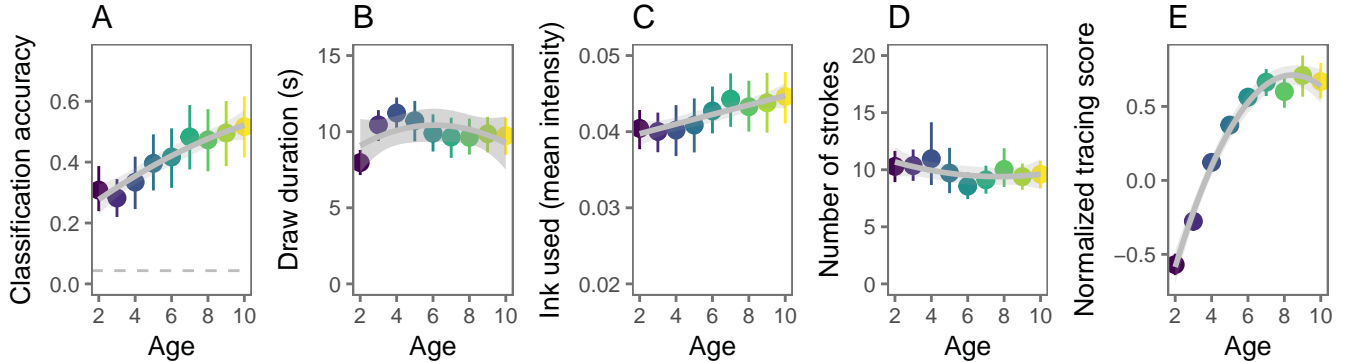 A
Classification accuracy
0.6
0.4
0.2
0.0
2 4 6 8 10
Age
B
Draw duration (s)
15
10
5
0
2 4 6 8 10
Age
C
Ink used (mean intensity)
0.05
0.04
0.03
0.02
2 4 6 8 10
Age
D
Number of strokes
20
15
10
5
0
2 4 6 8 10
Age
E
Normalized tracing score
0.5
0.0
−0.5
2 4 6 8 10
Age